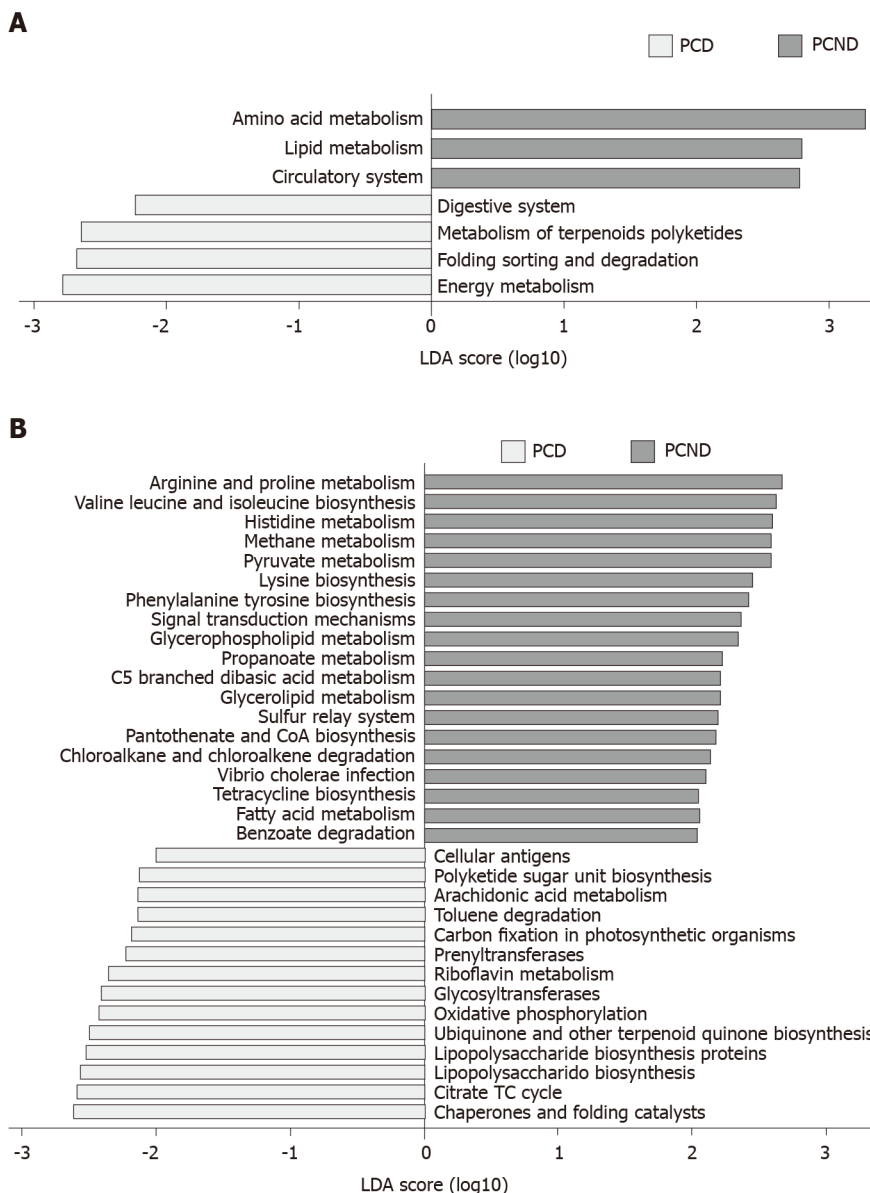 A
PCD PCND
Amino acid metabolism
Lipid metabolism
Circulatory system
Digestive system
Metabolism of terpenoids polyketides
Folding sorting and degradation
Energy metabolism
-3 -2 -1 0 1 2 3
LDA score (log10)
B
PCD PCND
Arginine and proline metabolism
Valine leucine and isoleucine biosynthesis
Histidine metabolism
Methane metabolism
Pyruvate metabolism
Lysine biosynthesis
Phenylalanine tyrosine biosynthesis
Signal transduction mechanisms
Glycerophospholipid metabolism
Propanoate metabolism
C5 branched dibasic acid metabolism
Glycerolipid metabolism
Sulfur relay system
Pantothenate and CoA biosynthesis
Chloroalkane and chloroalkene degradation
Vibrio cholerae infection
Tetracycline biosynthesis
Fatty acid metabolism
Benzoate degradation
Cellular antigens
Polyketide sugar unit biosynthesis
Arachidonic acid metabolism
Toluene degradation
Carbon fixation in photosynthetic organisms
Prenyltransferases
Riboflavin metabolism
Glycosyltransferases
Oxidative phosphorylation
Ubiquinone and other terpenoid quinone biosynthesis
Lipopolysaccharide biosynthesis proteins
Lipopolysaccharido biosynthesis
Citrate TC cycle
Chaperones and folding catalysts
-3 -2 -1 0 1 2 3
LDA score (log10)